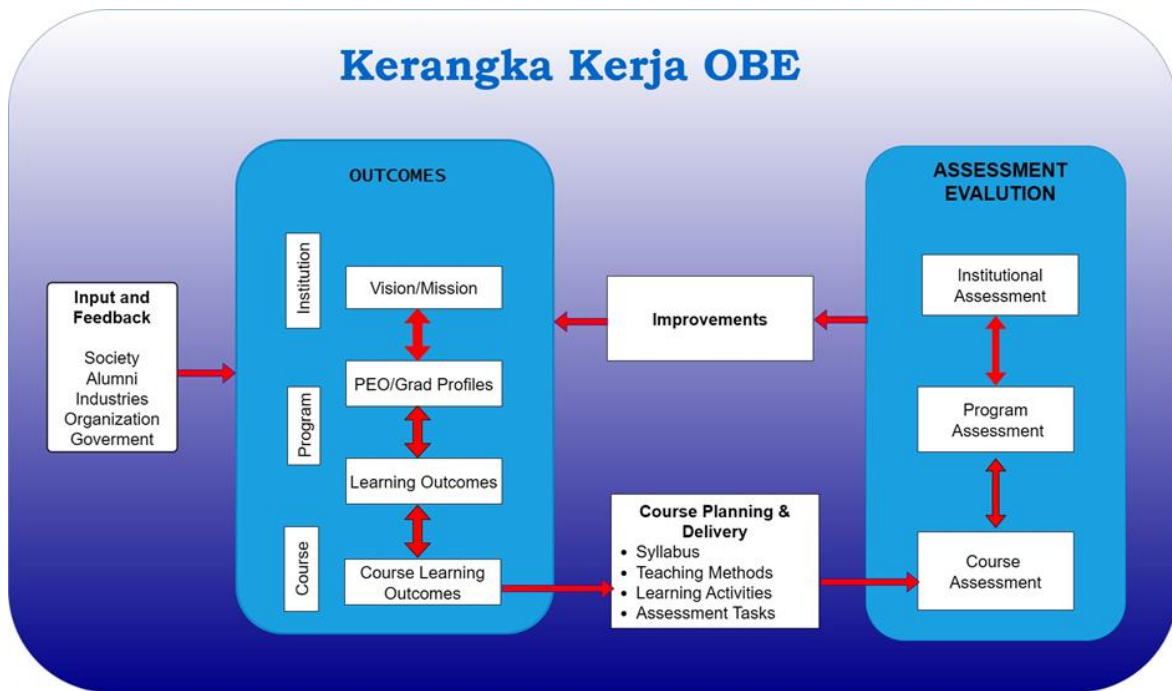 Kerangka Kerja OBE
Input and
Feedback
Society
Alumni
Industries
Organization
Goverment
OUTCOMES
Institution
Vision/Mission
Program
PEO/Grad Profiles
Learning Outcomes
Course
Course Learning
Outcomes
Improvements
Course Planning &
Delivery
• Syllabus
• Teaching Methods
• Learning Activities
• Assessment Tasks
ASSESSMENT
EVALUTION
Institutional
Assessment
Program
Assessment
Course
Assessment